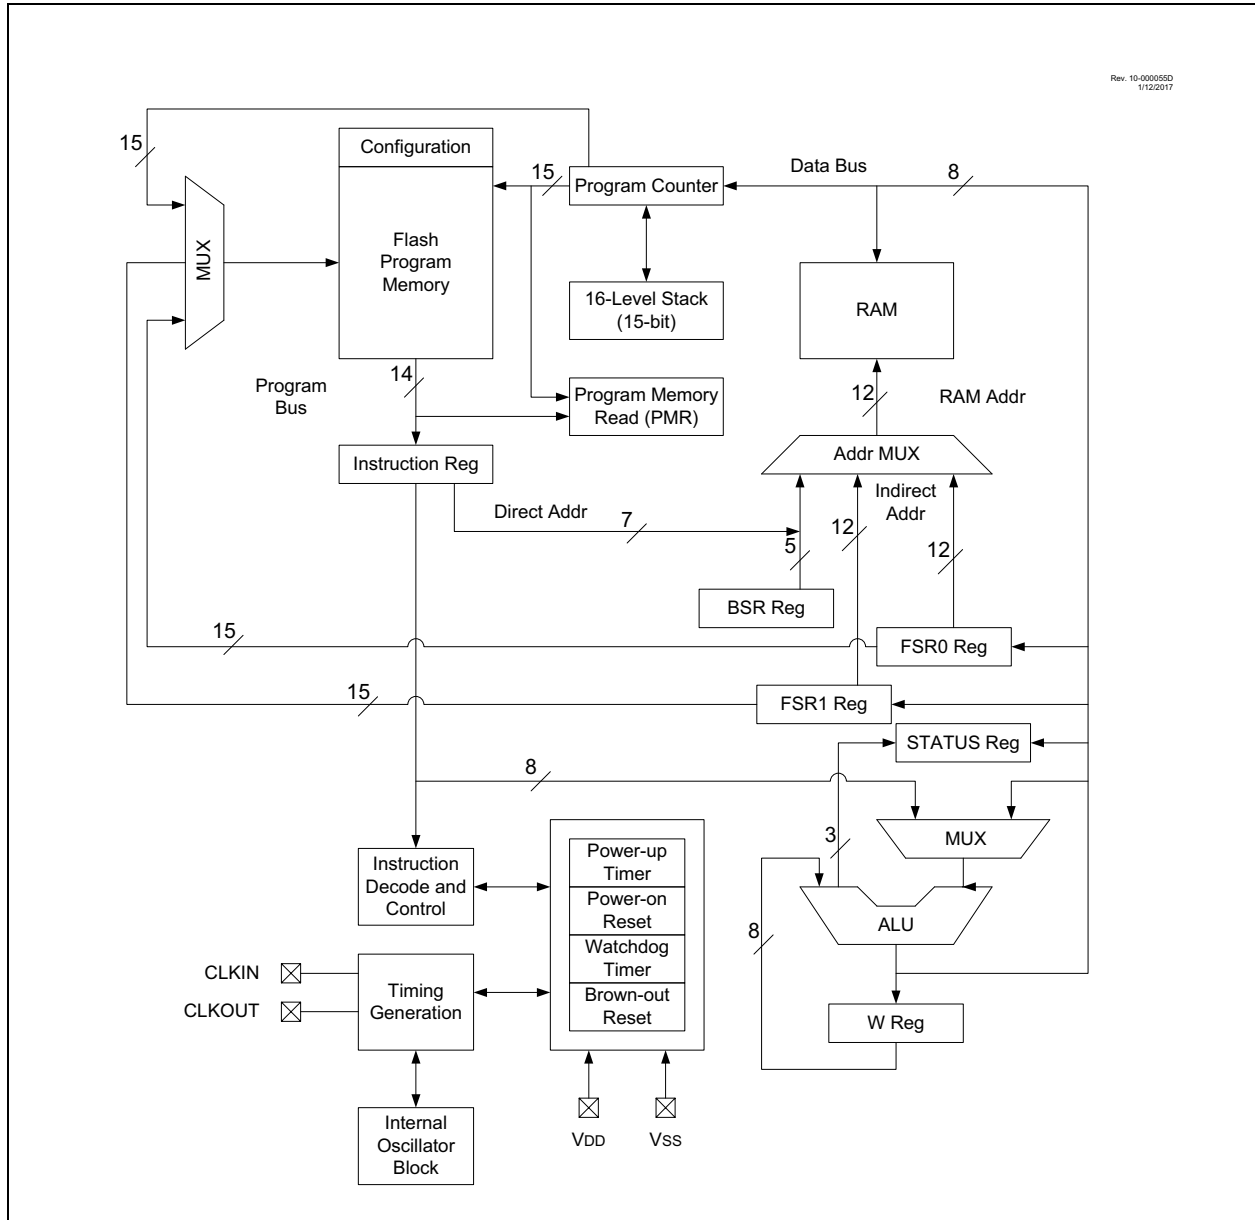 Rev. 10-000055D
1/12/2017
15
Configuration
15
Program Counter
Data Bus
8
MUX
Flash
Program
Memory
16-Level Stack
(15-bit)
RAM
Program
Bus
14
Program Memory
Read (PMR)
12
RAM Addr
Instruction Reg
Addr MUX
Direct Addr
7
Indirect
Addr
12
5
12
BSR Reg
15
FSR0 Reg
15
FSR1 Reg
STATUS Reg
8
3
MUX
Instruction
Decode and
Control
Power-up
Timer
Power-on
Reset
Watchdog
Timer
Brown-out
Reset
8
ALU
CLKIN
CLKOUT
Timing
Generation
W Reg
Internal
Oscillator
Block
VDD
VSS